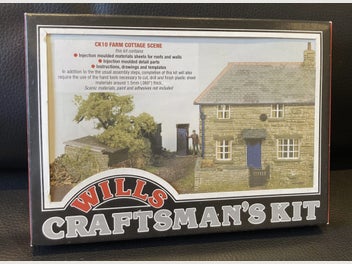 CK10 FARM COTTAGE SCENE
this kit contains
● Injection moulded materials sheets for roofs and walls
● Injection moulded detail parts
● Instructions, drawings and templates
In addition to the usual assembly steps, completion of this kit will also
require the use of the hand tools necessary to cut, drill and finish plastic sheet
materials around 1.5mm (.060") thick.
Scenic materials, paint and adhesives not included
WILLS
CRAFTSMAN'S KIT